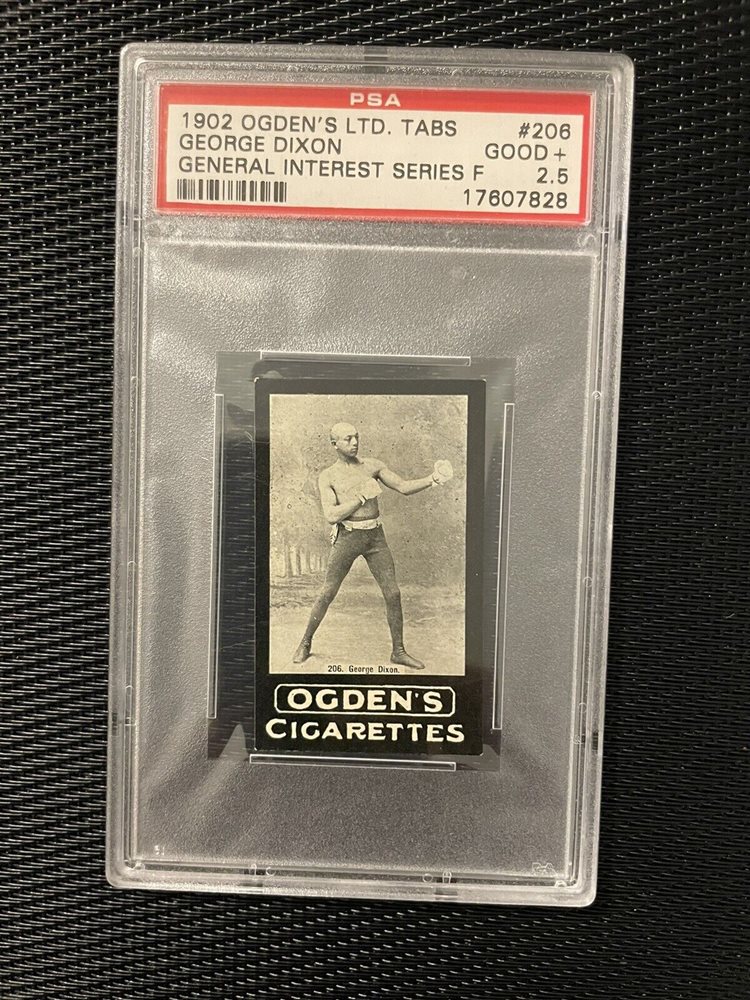 PSA
1902 OGDEN'S LTD. TABS #206
GEORGE DIXON GOOD +
GENERAL INTEREST SERIES F 2.5
17607828
206. George Dixon.
OGDEN'S
CIGARETTES